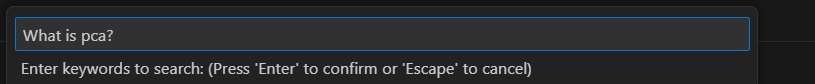 What is pca?
Enter keywords to search: (Press 'Enter' to confirm or 'Escape' to cancel)